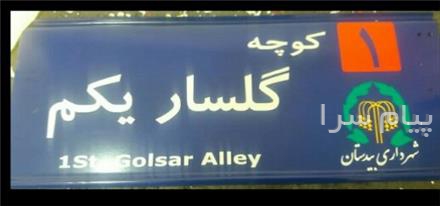 کوچه ۱
گلسار یکم
1St. Golsar Alley
شهرداری بیدستان
پیام سرا